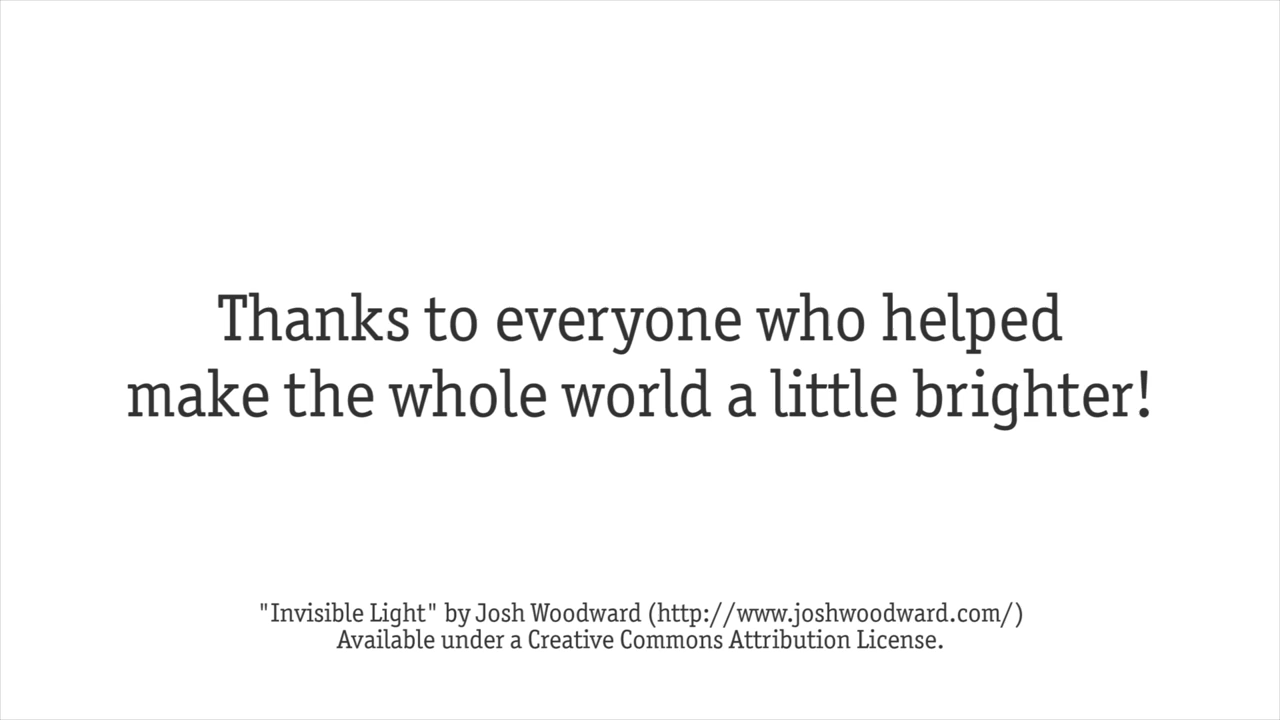 Thanks to everyone who helped
make the whole world a little brighter!
"Invisible Light" by Josh Woodward (http://www.joshwoodward.com/)
Available under a Creative Commons Attribution License.